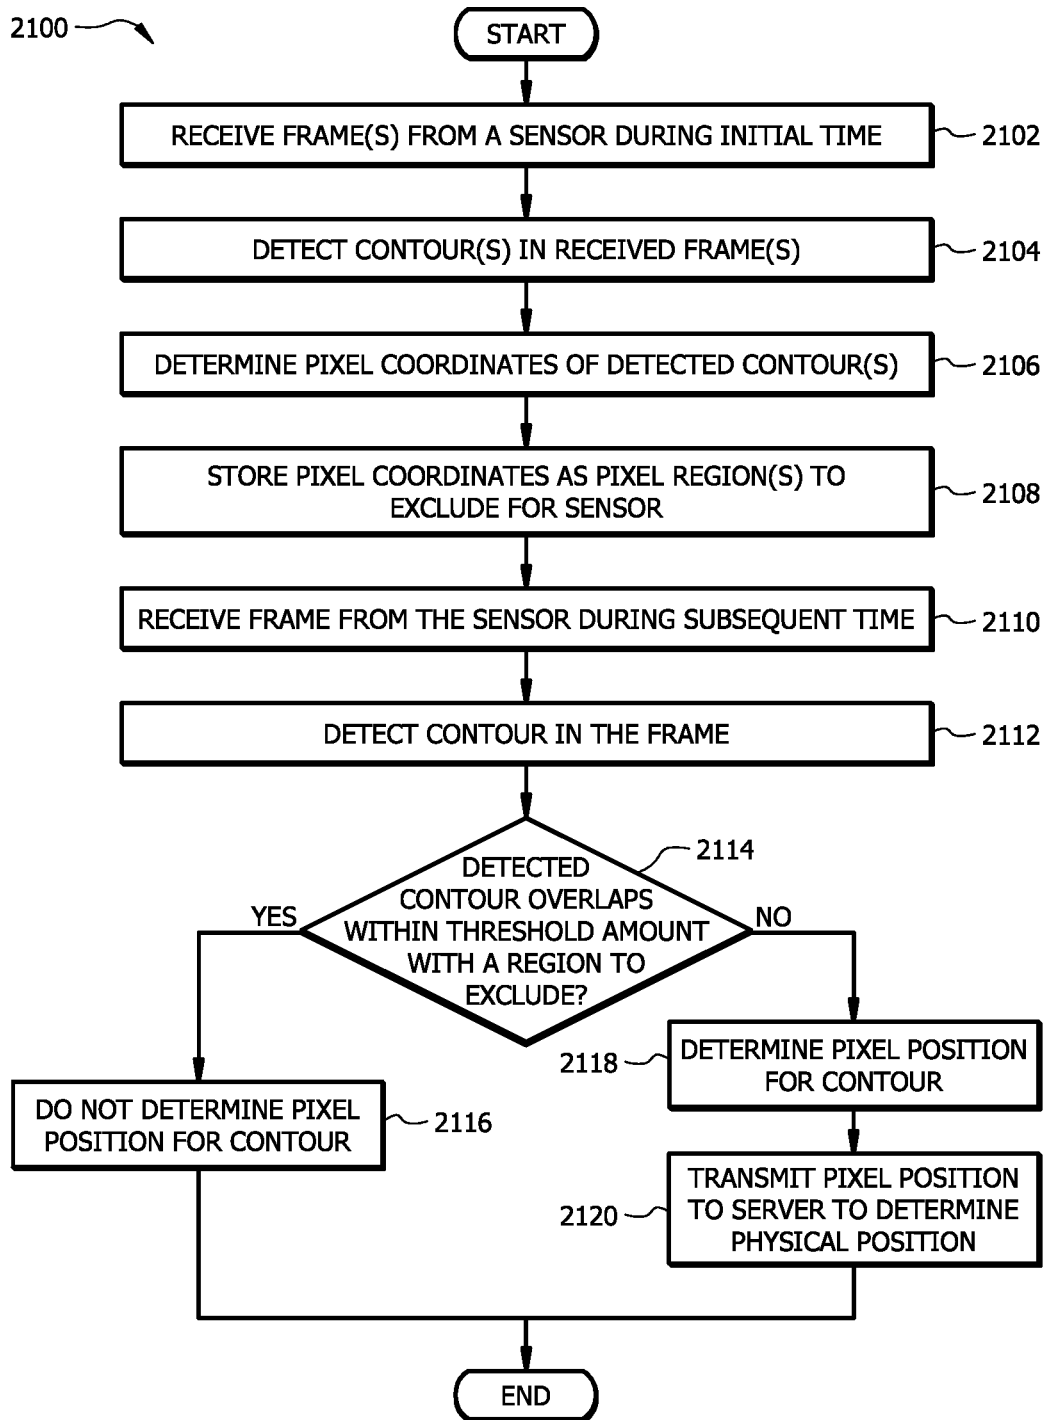 2100
START
RECEIVE FRAME(S) FROM A SENSOR DURING INITIAL TIME
2102
DETECT CONTOUR(S) IN RECEIVED FRAME(S)
2104
DETERMINE PIXEL COORDINATES OF DETECTED CONTOUR(S)
2106
STORE PIXEL COORDINATES AS PIXEL REGION(S) TO
EXCLUDE FOR SENSOR
2108
RECEIVE FRAME FROM THE SENSOR DURING SUBSEQUENT TIME
2110
DETECT CONTOUR IN THE FRAME
2112
2114
DETECTED
CONTOUR OVERLAPS
WITHIN THRESHOLD AMOUNT
WITH A REGION TO
EXCLUDE?
YES
NO
DO NOT DETERMINE PIXEL
POSITION FOR CONTOUR
2116
2118
DETERMINE PIXEL POSITION
FOR CONTOUR
2120
TRANSMIT PIXEL POSITION
TO SERVER TO DETERMINE
PHYSICAL POSITION
END